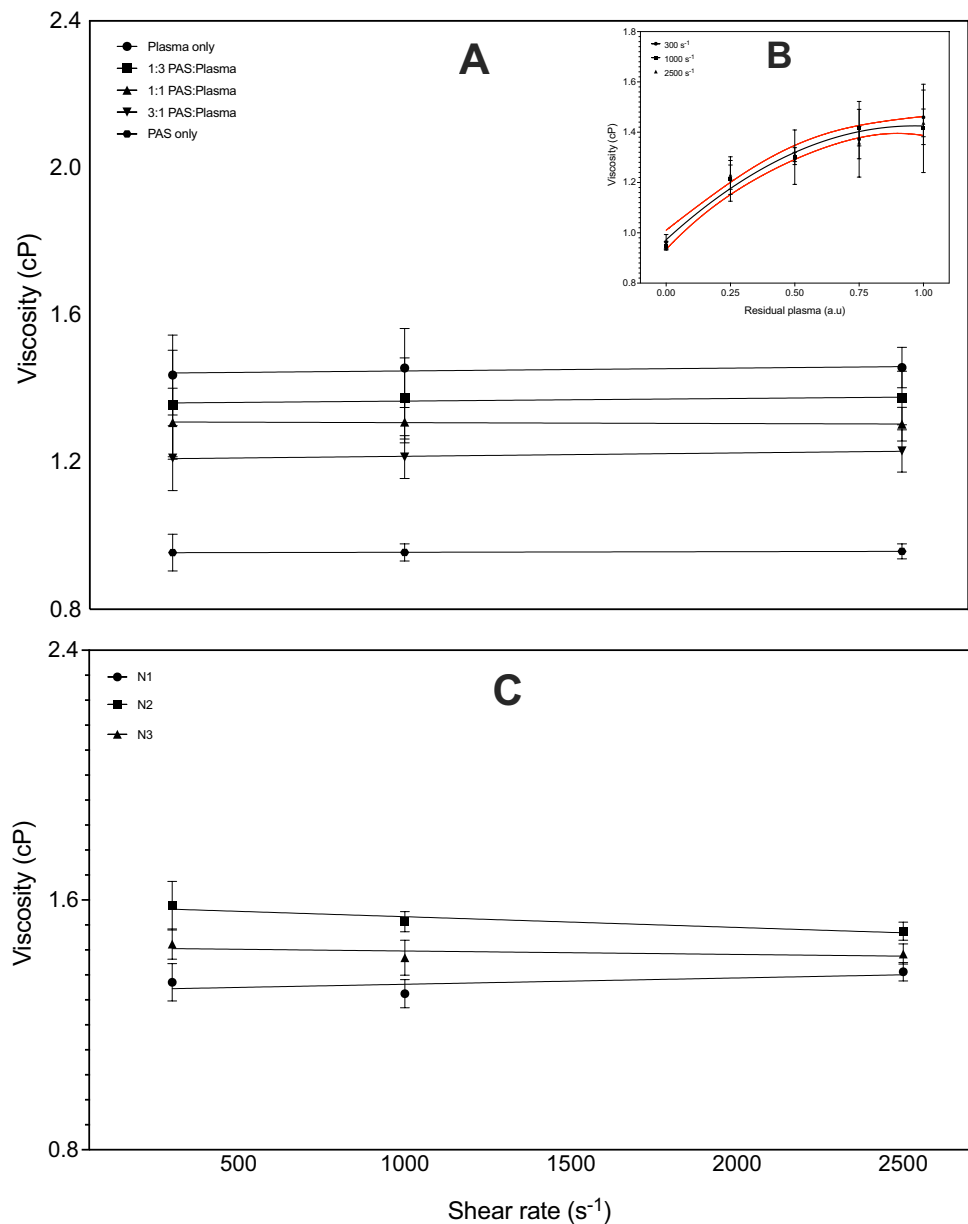 A
Plasma only
1:3 PAS:Plasma
1:1 PAS:Plasma
3:1 PAS:Plasma
PAS only
2.4
2.0
1.6
1.2
0.8
Viscosity (cP)
B
300 s⁻¹
1000 s⁻¹
2500 s⁻¹
1.8
1.6
1.4
1.2
1.0
0.8
Viscosity (cP)
0.00 0.25 0.50 0.75 1.00
Residual plasma (a.u)
C
N1
N2
N3
2.4
1.6
0.8
Viscosity (cP)
500 1000 1500 2000 2500
Shear rate (s⁻¹)